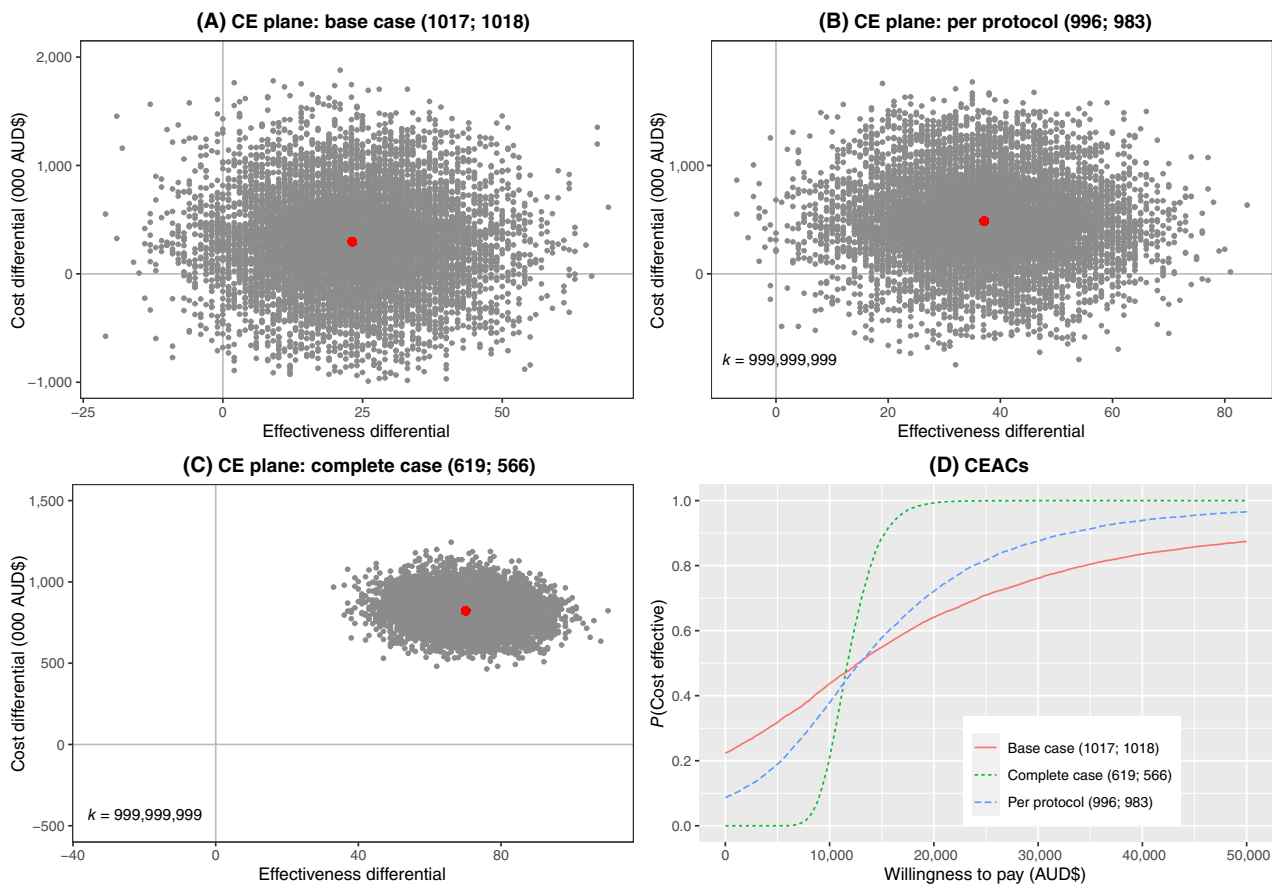 (A) CE plane: base case (1017; 1018)
2,000
1,000
0
−1,000
−25
0
25
50
Cost differential (000 AUD$)
Effectiveness differential
(B) CE plane: per protocol (996; 983)
1,000
0
k = 999,999,999
0
20
40
60
80
Cost differential (000 AUD$)
Effectiveness differential
(C) CE plane: complete case (619; 566)
1,500
1,000
500
0
−500
k = 999,999,999
−40
0
40
80
Cost differential (000 AUD$)
Effectiveness differential
(D) CEACs
1.0
0.8
0.6
0.4
0.2
0.0
P(Cost effective)
Base case (1017; 1018)
Complete case (619; 566)
Per protocol (996; 983)
0
10,000
20,000
30,000
40,000
50,000
Willingness to pay (AUD$)